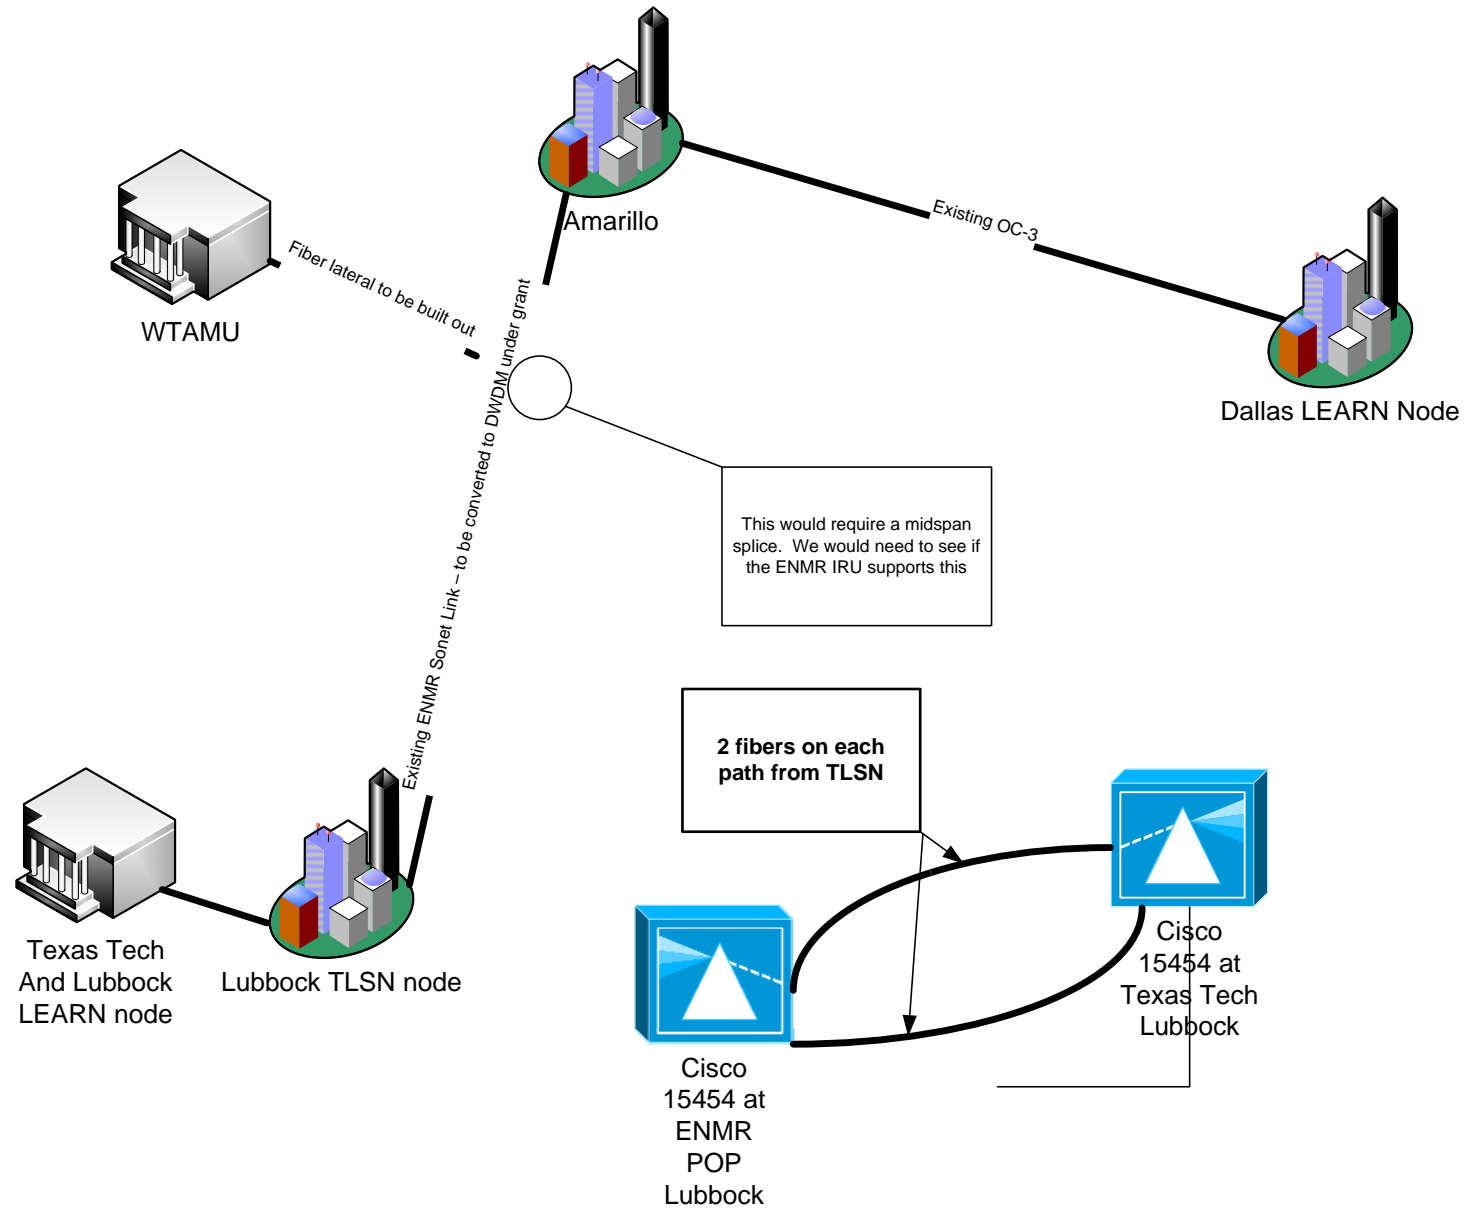 Amarillo
Existing OC-3
Dallas LEARN Node
WTAMU
Fiber lateral to be built out
Existing ENMR Sonet Link – to be converted to DWDM under grant
This would require a midspan
splice. We would need to see if
the ENMR IRU supports this
2 fibers on each
path from TLSN
Texas Tech
And Lubbock
LEARN node
Lubbock TLSN node
Cisco
15454 at
Texas Tech
Lubbock
Cisco
15454 at
ENMR
POP
Lubbock